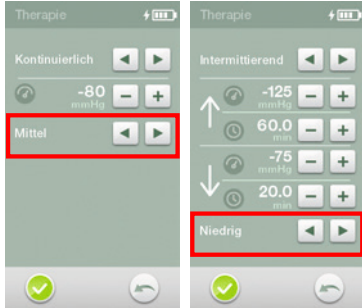 Therapie
Kontinuierlich
-80
mmHg
Mittel
Therapie
Intermittierend
-125
mmHg
60.0
min
-75
mmHg
20.0
min
Niedrig